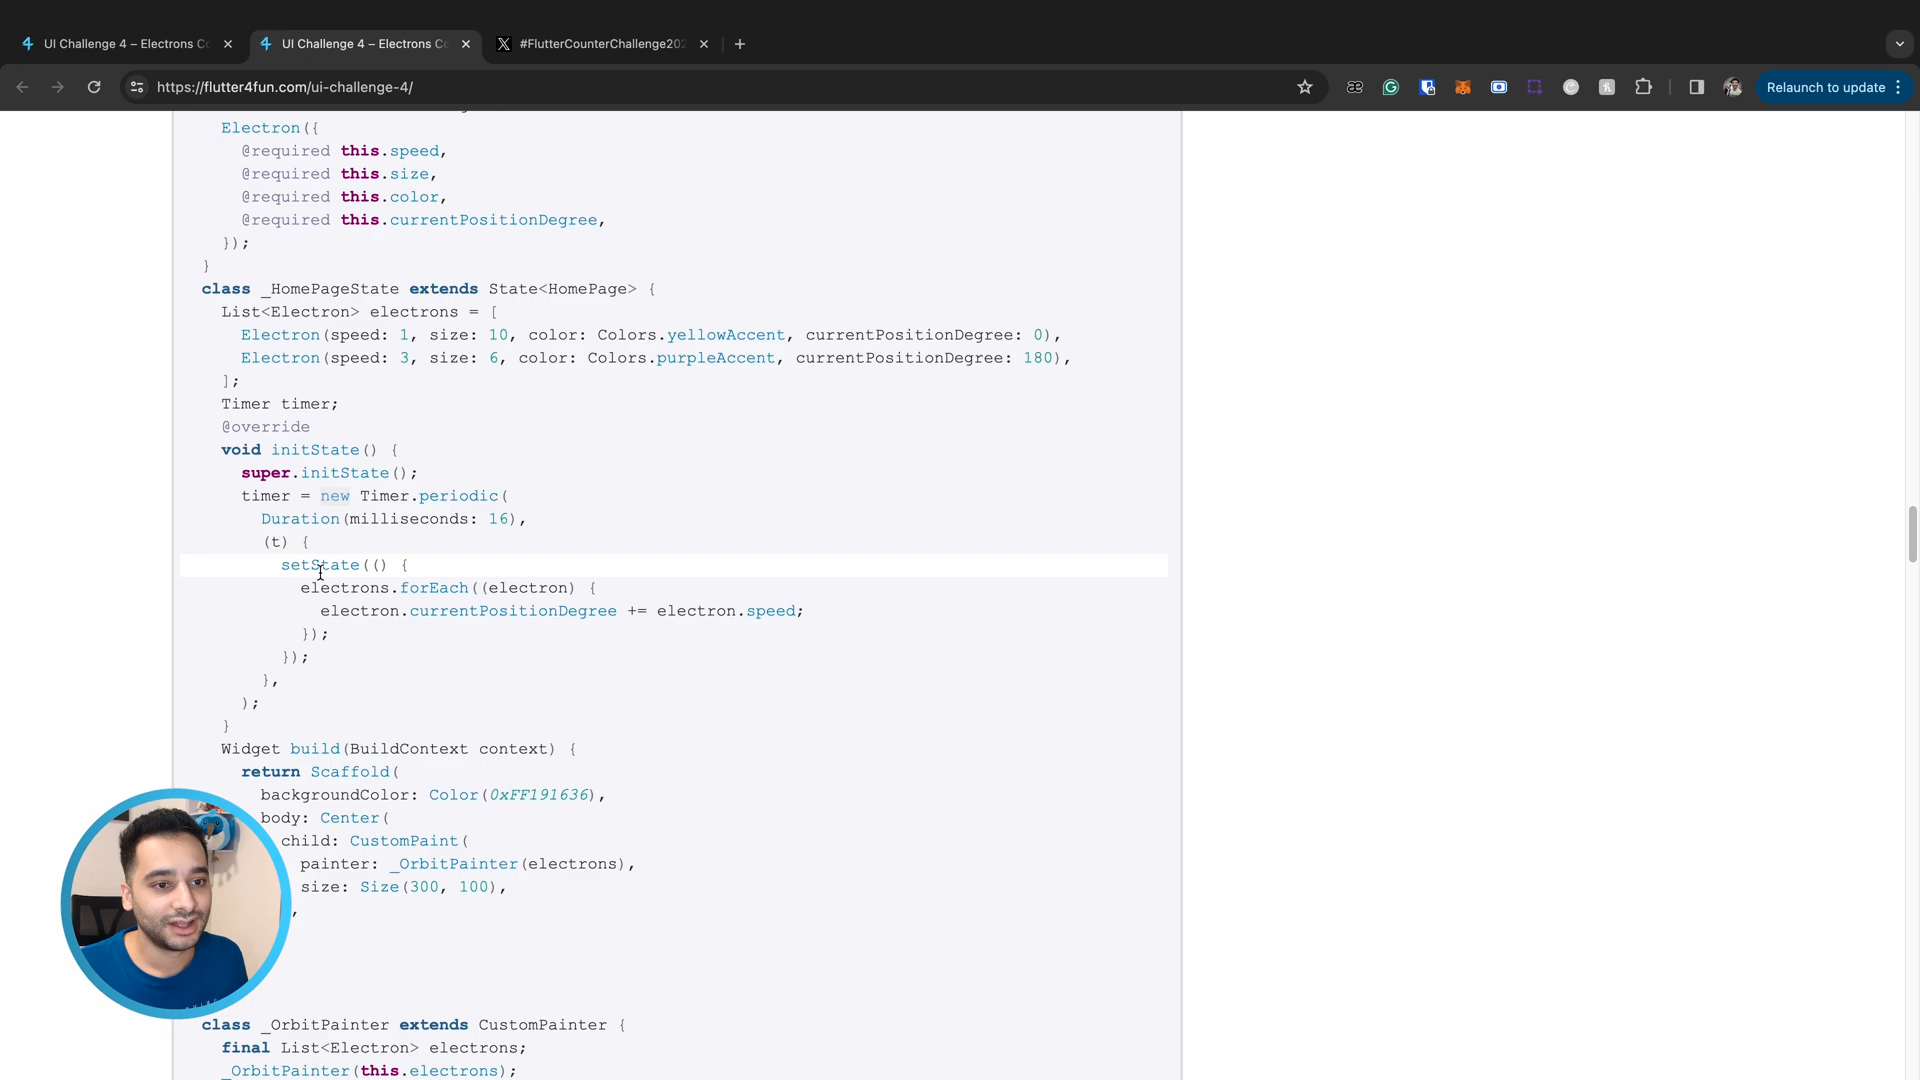 UI Challenge 4 – Electrons Co
UI Challenge 4 – Electrons Co
#FlutterCounterChallenge202
https://flutter4fun.com/ui-challenge-4/
Relaunch to update
Electron({
@required this.speed,
@required this.size,
@required this.color,
@required this.currentPositionDegree,
});
}
class _HomePageState extends State<HomePage> {
List<Electron> electrons = [
Electron(speed: 1, size: 10, color: Colors.yellowAccent, currentPositionDegree: 0),
Electron(speed: 3, size: 6, color: Colors.purpleAccent, currentPositionDegree: 180),
];
Timer timer;
@override
void initState() {
super.initState();
timer = new Timer.periodic(
Duration(milliseconds: 16),
(t) {
setState(() {
electrons.forEach((electron) {
electron.currentPositionDegree += electron.speed;
});
});
},
);
}
Widget build(BuildContext context) {
return Scaffold(
backgroundColor: Color(0xFF191636),
body: Center(
child: CustomPaint(
painter: _OrbitPainter(electrons),
size: Size(300, 100),
,
class _OrbitPainter extends CustomPainter {
final List<Electron> electrons;
_OrbitPainter(this.electrons);